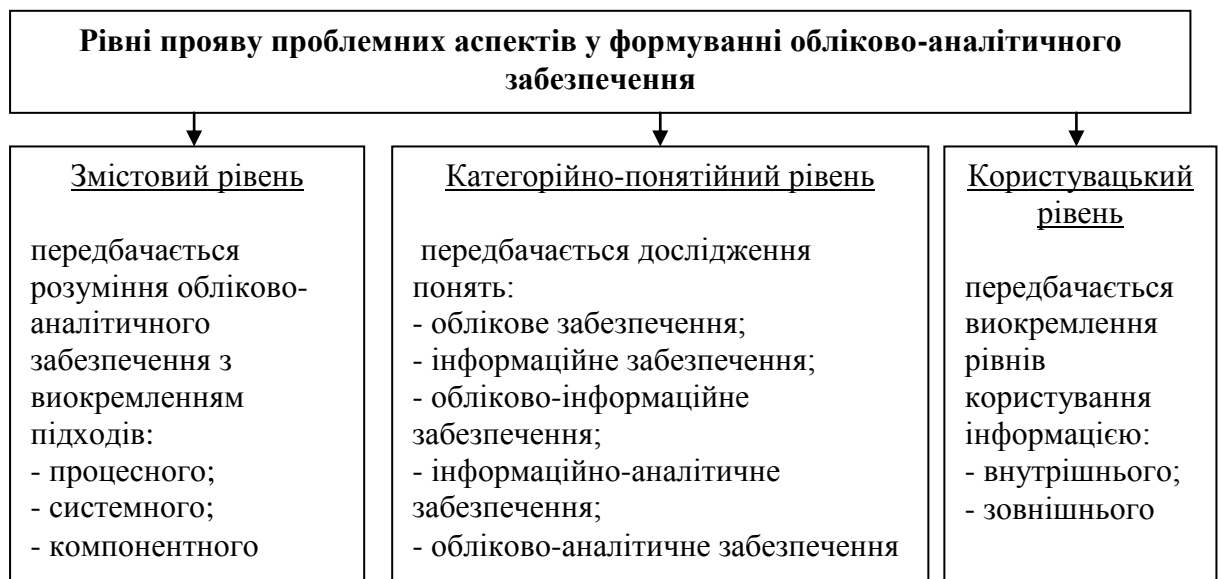 Рівні прояву проблемних аспектів у формуванні обліково-аналітичного
забезпечення
Змістовий рівень
передбачається
розуміння обліково-
аналітичного
забезпечення з
виокремленням
підходів:
- процесного;
- системного;
- компонентного
Категорійно-понятійний рівень
передбачається дослідження
понять:
- облікове забезпечення;
- інформаційне забезпечення;
- обліково-інформаційне
забезпечення;
- інформаційно-аналітичне
забезпечення;
- обліково-аналітичне забезпечення
Користувацький
рівень
передбачається
виокремлення
рівнів
користування
інформацією:
- внутрішнього;
- зовнішнього